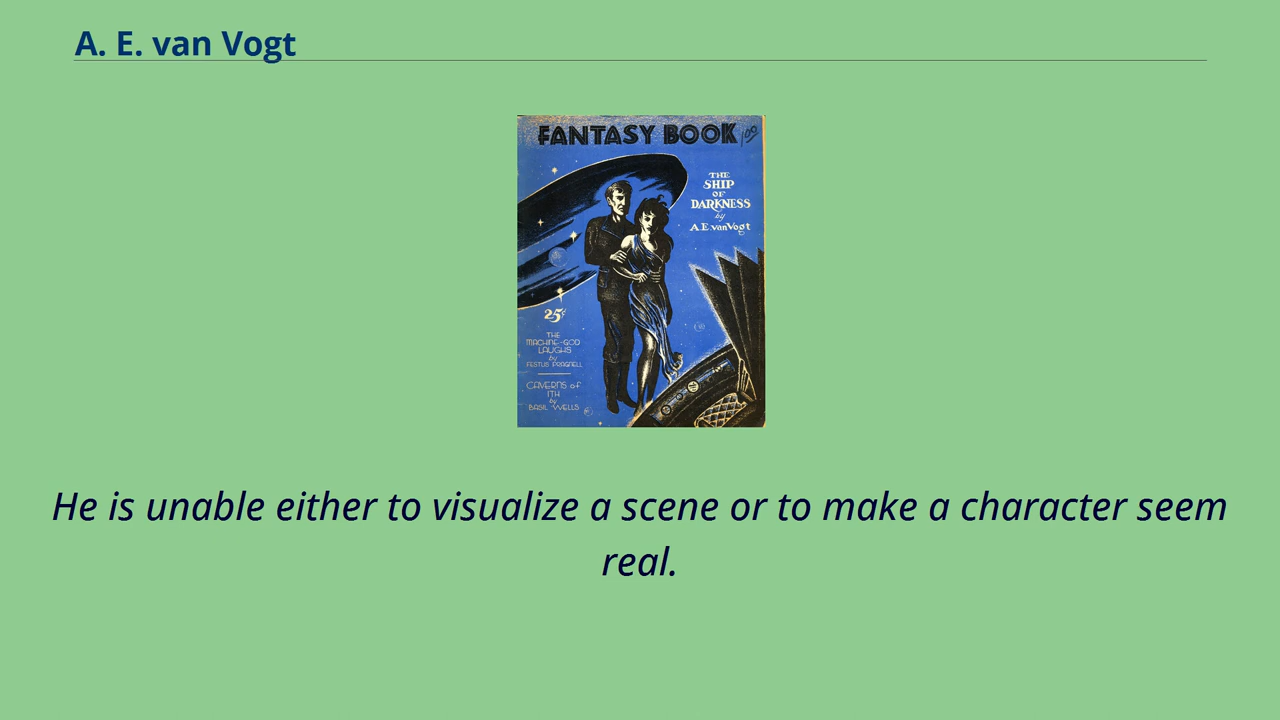 A. E. van Vogt
FANTASY BOOK
100
THE
SHIP
OF
DARKNESS
by
A.E. van Vogt
25¢
THE
MACHINE-GOD
LAUGHS
by
FESTUS PRAGNELL
CAVERNS of
ITH
by
BASIL WELLS
He is unable either to visualize a scene or to make a character seem
real.